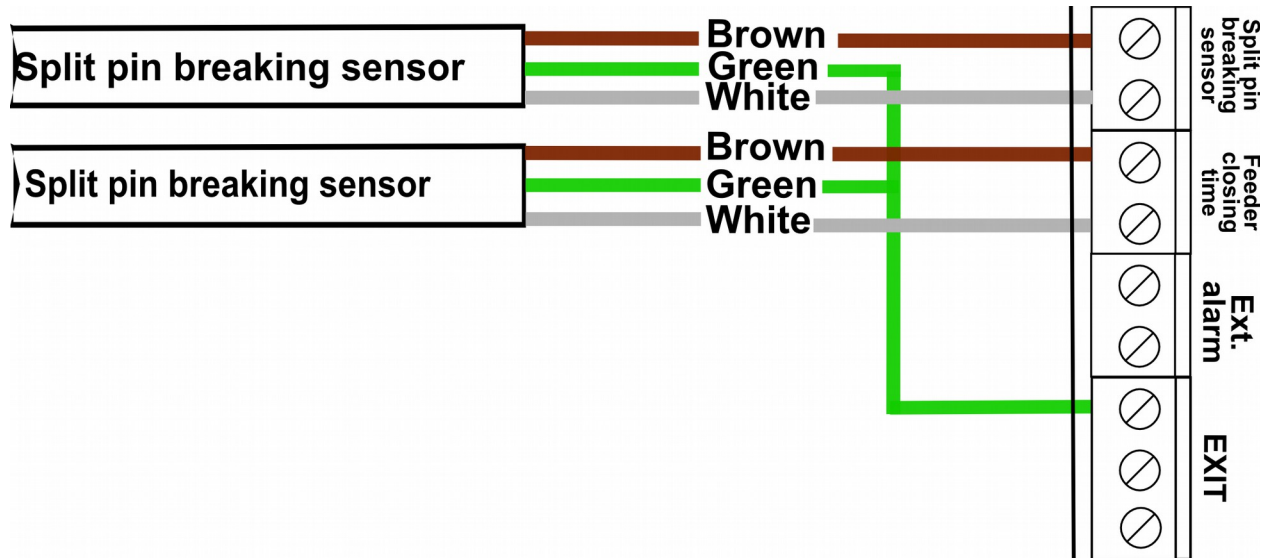 Split pin breaking sensor
Brown
Green
White
Split pin breaking sensor
Brown
Green
White
Split pin
breaking
sensor
Feeder
closing
time
Ext.
alarm
EXIT